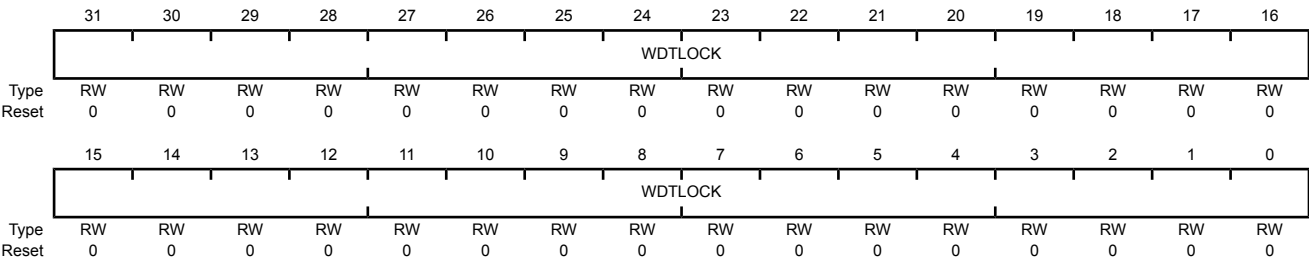 31 30 29 28 27 26 25 24 23 22 21 20 19 18 17 16
WDTLOCK
Type RW RW RW RW RW RW RW RW RW RW RW RW RW RW RW RW
Reset 0 0 0 0 0 0 0 0 0 0 0 0 0 0 0 0
15 14 13 12 11 10 9 8 7 6 5 4 3 2 1 0
WDTLOCK
Type RW RW RW RW RW RW RW RW RW RW RW RW RW RW RW RW
Reset 0 0 0 0 0 0 0 0 0 0 0 0 0 0 0 0